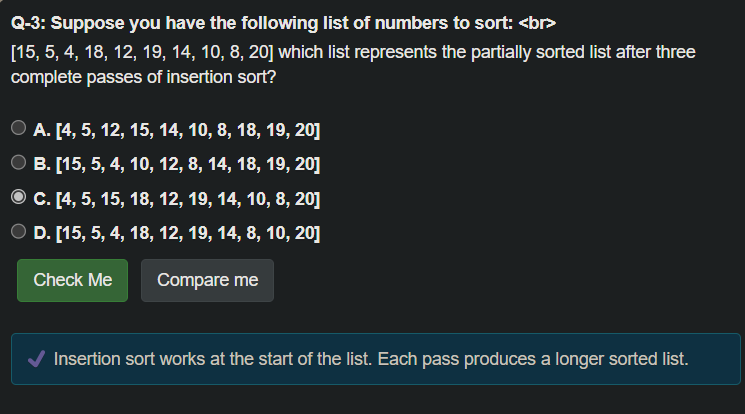 Q-3: Suppose you have the following list of numbers to sort: <br>
[15, 5, 4, 18, 12, 19, 14, 10, 8, 20] which list represents the partially sorted list after three
complete passes of insertion sort?
A. [4, 5, 12, 15, 14, 10, 8, 18, 19, 20]
B. [15, 5, 4, 10, 12, 8, 14, 18, 19, 20]
C. [4, 5, 15, 18, 12, 19, 14, 10, 8, 20]
D. [15, 5, 4, 18, 12, 19, 14, 8, 10, 20]
Check Me
Compare me
✔ Insertion sort works at the start of the list. Each pass produces a longer sorted list.